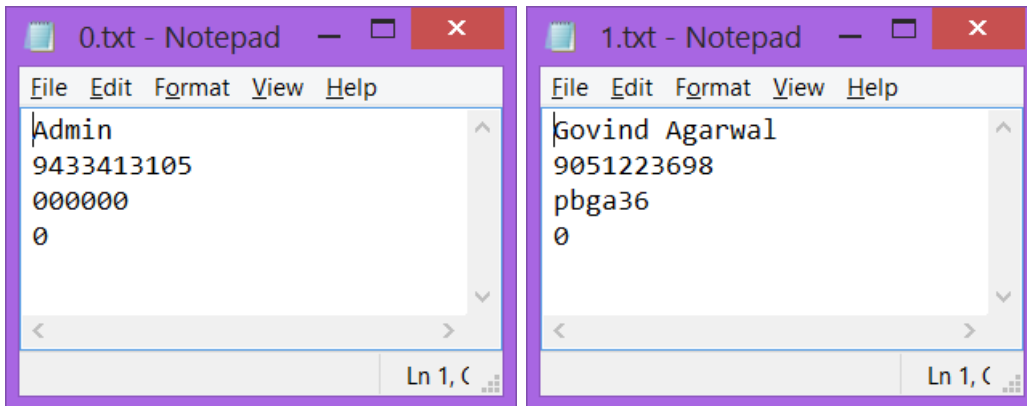 0.txt - Notepad
File Edit Format View Help
Admin
9433413105
000000
0
Ln 1, C
1.txt - Notepad
File Edit Format View Help
Govind Agarwal
9051223698
pbga36
0
Ln 1, C